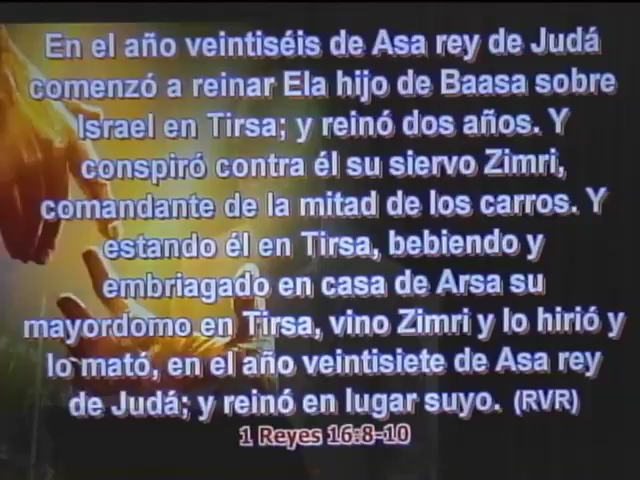 En el año veintiséis de Asa rey de Judá
comenzó a reinar Ela hijo de Baasa sobre
Israel en Tirsa; y reinó dos años. Y
conspiró contra él su siervo Zimri,
comandante de la mitad de los carros. Y
estando él en Tirsa, bebiendo y
embriagado en casa de Arsa su
mayordomo en Tirsa, vino Zimri y lo hirió y
lo mató, en el año veintisiete de Asa rey
de Judá; y reinó en lugar suyo. (RVR)
1 Reyes 16:8-10